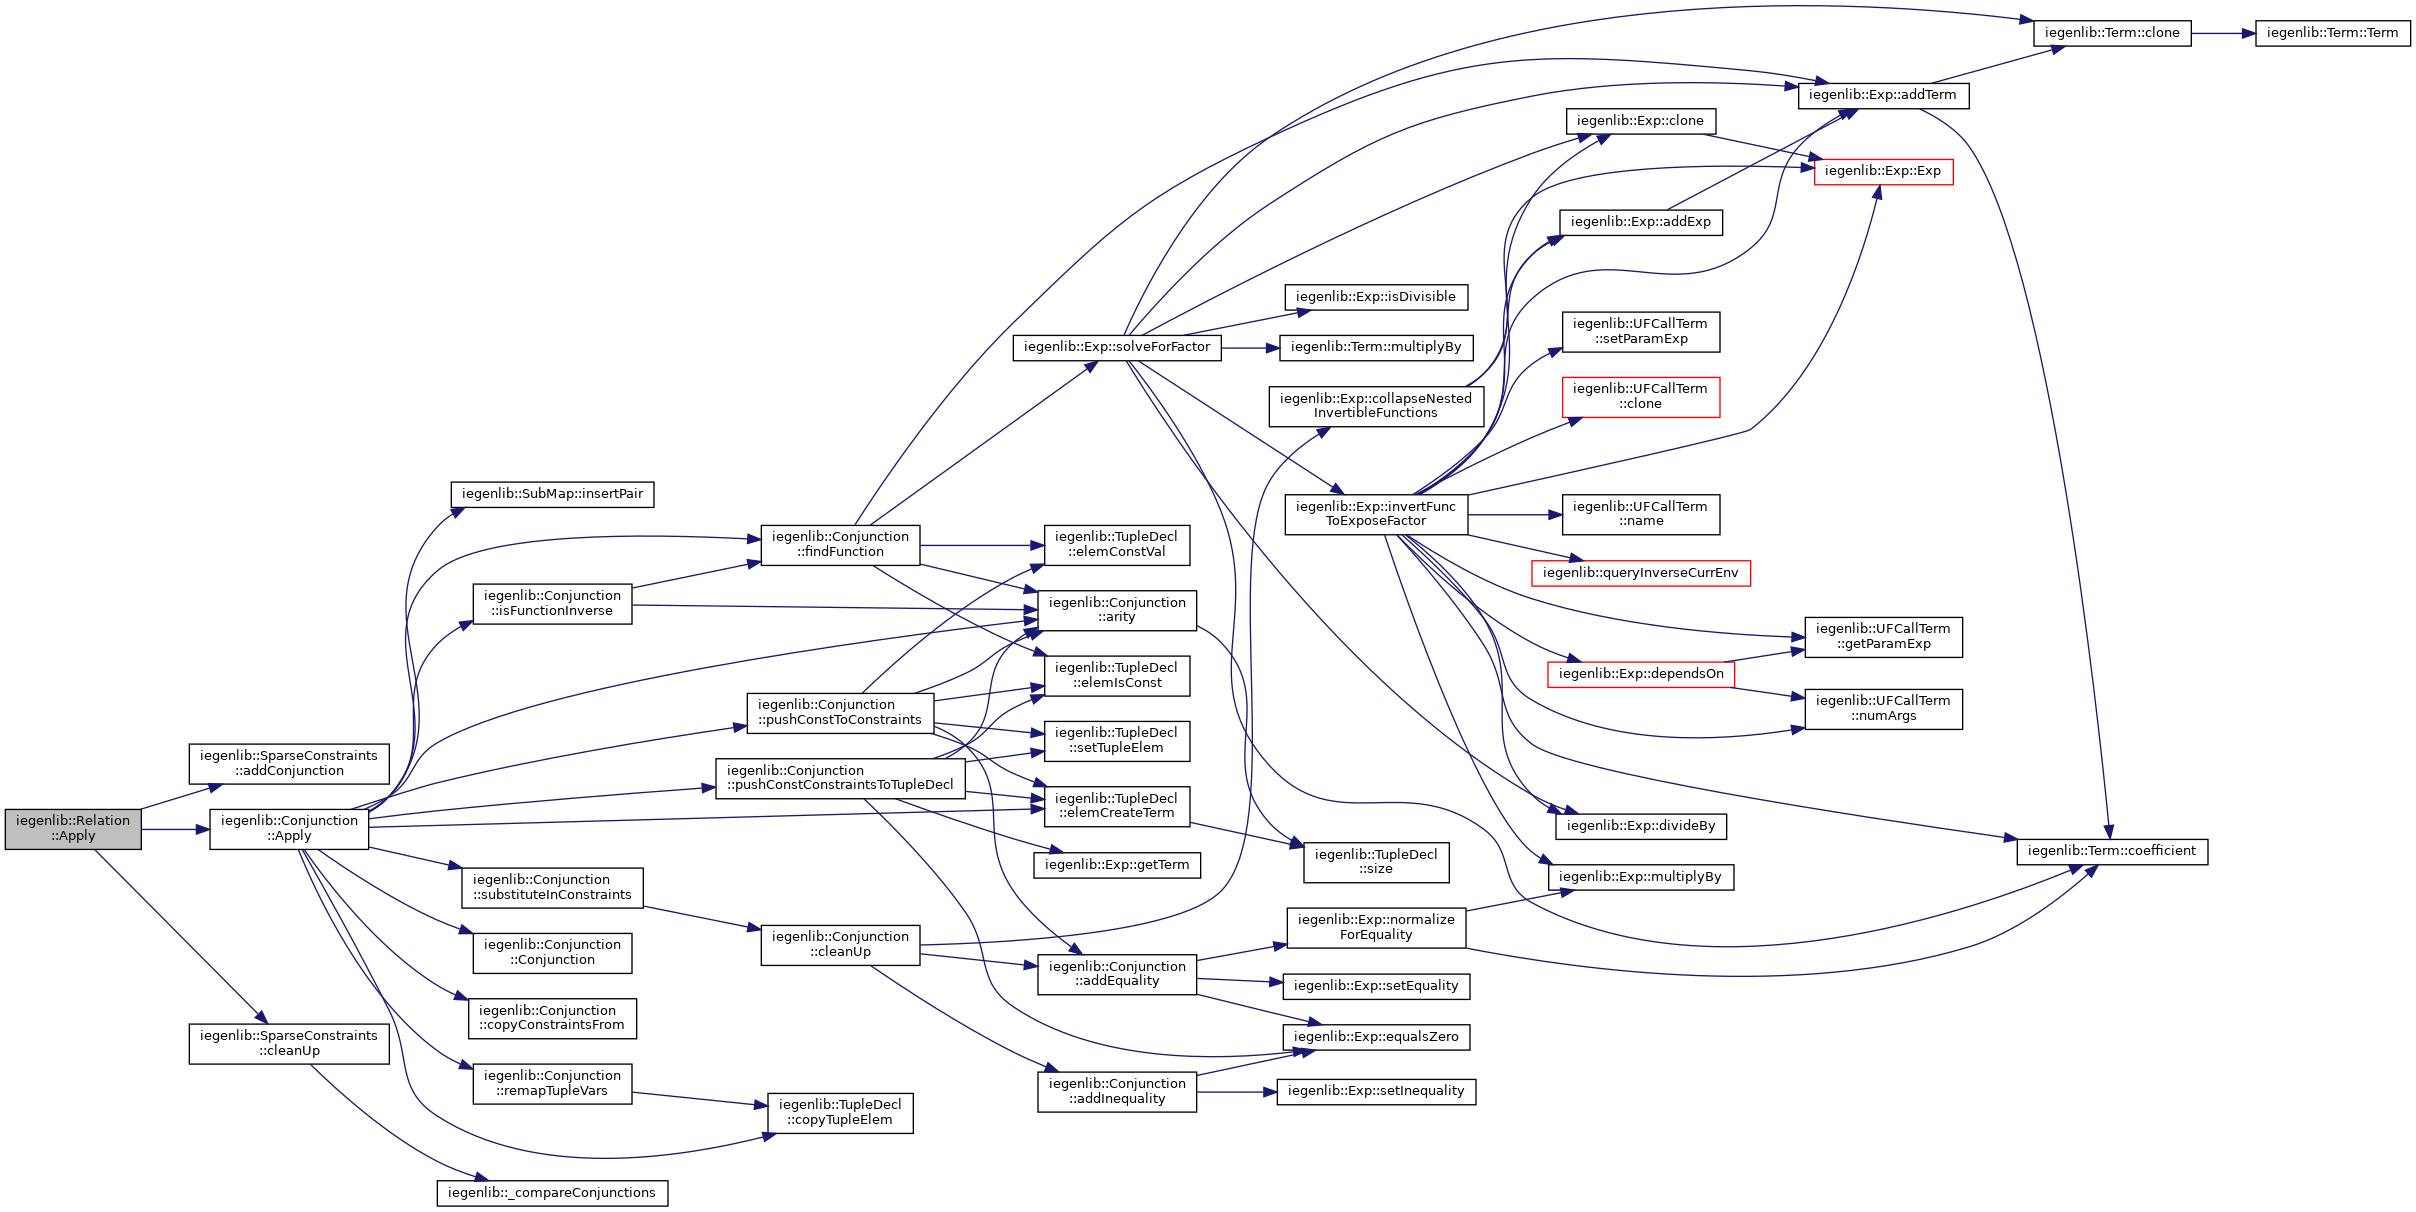 iegenlib::Relation
::Apply
iegenlib::SparseConstraints
::addConjunction
iegenlib::Conjunction
::Apply
iegenlib::SparseConstraints
::cleanUp
iegenlib::SubMap::insertPair
iegenlib::Conjunction
::isFunctionInverse
iegenlib::Conjunction
::substituteInConstraints
iegenlib::Conjunction
::Conjunction
iegenlib::Conjunction
::copyConstraintsFrom
iegenlib::Conjunction
::remapTupleVars
iegenlib::_compareConjunctions
iegenlib::Conjunction
::findFunction
iegenlib::Conjunction
::pushConstToConstraints
iegenlib::Conjunction
::pushConstConstraintsToTupleDecl
iegenlib::Conjunction
::cleanUp
iegenlib::TupleDecl
::copyTupleElem
iegenlib::Exp::solveForFactor
iegenlib::TupleDecl
::elemConstVal
iegenlib::Conjunction
::arity
iegenlib::TupleDecl
::elemIsConst
iegenlib::TupleDecl
::setTupleElem
iegenlib::TupleDecl
::elemCreateTerm
iegenlib::Exp::getTerm
iegenlib::Conjunction
::addEquality
iegenlib::Conjunction
::addInequality
iegenlib::Exp::isDivisible
iegenlib::Term::multiplyBy
iegenlib::Exp::collapseNested
InvertibleFunctions
iegenlib::Exp::invertFunc
ToExposeFactor
iegenlib::TupleDecl
::size
iegenlib::Exp::normalize
ForEquality
iegenlib::Exp::setEquality
iegenlib::Exp::equalsZero
iegenlib::Exp::setInequality
iegenlib::Exp::clone
iegenlib::Exp::addExp
iegenlib::UFCallTerm
::setParamExp
iegenlib::UFCallTerm
::clone
iegenlib::UFCallTerm
::name
iegenlib::queryInverseCurrEnv
iegenlib::Exp::dependsOn
iegenlib::Exp::divideBy
iegenlib::Exp::multiplyBy
iegenlib::Exp::addTerm
iegenlib::Exp::Exp
iegenlib::UFCallTerm
::getParamExp
iegenlib::UFCallTerm
::numArgs
iegenlib::Term::clone
iegenlib::Term::coefficient
iegenlib::Term::Term